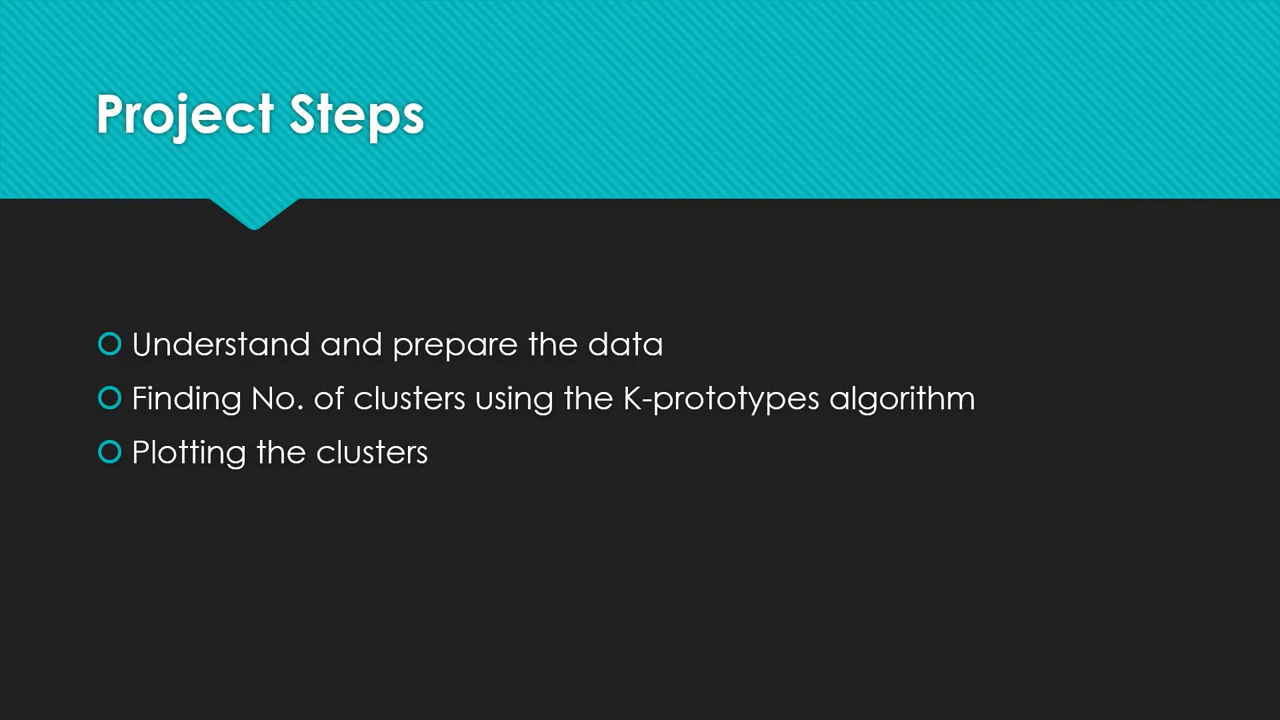 Project Steps
Understand and prepare the data
Finding No. of clusters using the K-prototypes algorithm
Plotting the clusters